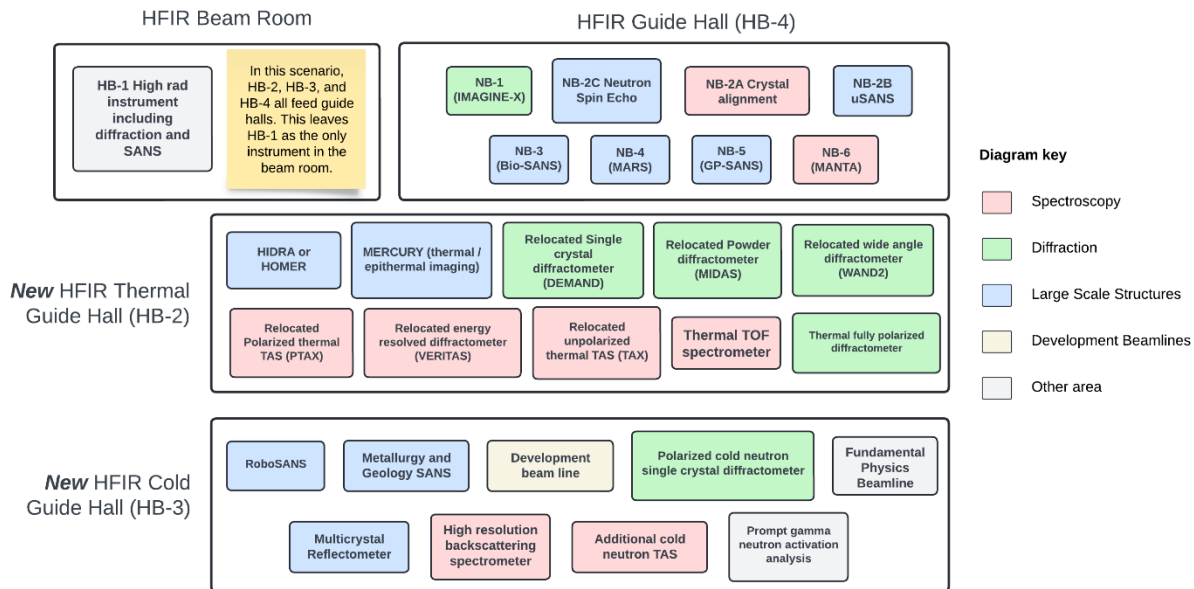 HFIR Beam Room
HFIR Guide Hall (HB-4)
HB-1 High rad
instrument
including
diffraction and
SANS
In this scenario,
HB-2, HB-3, and
HB-4 all feed guide
halls. This leaves
HB-1 as the only
instrument in the
beam room.
NB-1
(IMAGINE-X)
NB-2C Neutron
Spin Echo
NB-2A Crystal
alignment
NB-2B
uSANS
NB-3
(Bio-SANS)
NB-4
(MARS)
NB-5
(GP-SANS)
NB-6
(MANTA)
Diagram key
Spectroscopy
Diffraction
Large Scale Structures
Development Beamlines
Other area
New HFIR Thermal
Guide Hall (HB-2)
HIDRA or
HOMER
MERCURY (thermal /
epithermal imaging)
Relocated Single
crystal
diffractometer
(DEMAND)
Relocated Powder
diffractometer
(MIDAS)
Relocated wide angle
diffractometer
(WAND2)
Relocated
Polarized thermal
TAS (PTAX)
Relocated energy
resolved diffractometer
(VERITAS)
Relocated
unpolarized
thermal TAS (TAX)
Thermal TOF
spectrometer
Thermal fully polarized
diffractometer
New HFIR Cold
Guide Hall (HB-3)
RoboSANS
Metallurgy and
Geology SANS
Development
beam line
Polarized cold neutron
single crystal diffractometer
Fundamental
Physics
Beamline
Multicrystal
Reflectometer
High resolution
backscattering
spectrometer
Additional cold
neutron TAS
Prompt gamma
neutron activation
analysis